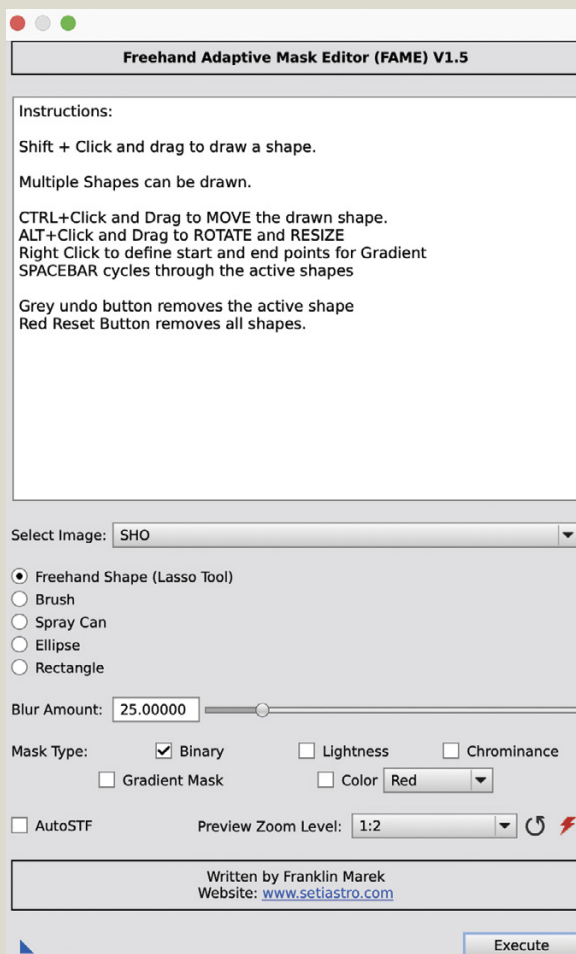 Freehand Adaptive Mask Editor (FAME) V1.5
Instructions:
Shift + Click and drag to draw a shape.
Multiple Shapes can be drawn.
CTRL+Click and Drag to MOVE the drawn shape.
ALT+Click and Drag to ROTATE and RESIZE
Right Click to define start and end points for Gradient
SPACEBAR cycles through the active shapes
Grey undo button removes the active shape
Red Reset Button removes all shapes.
Select Image: SHO
Freehand Shape (Lasso Tool)
Brush
Spray Can
Ellipse
Rectangle
Blur Amount: 25.00000
Mask Type: Binary Lightness Chrominance
Gradient Mask Color Red
AutoSTF Preview Zoom Level: 1:2
Written by Franklin Marek
Website: www.setiastro.com
Execute